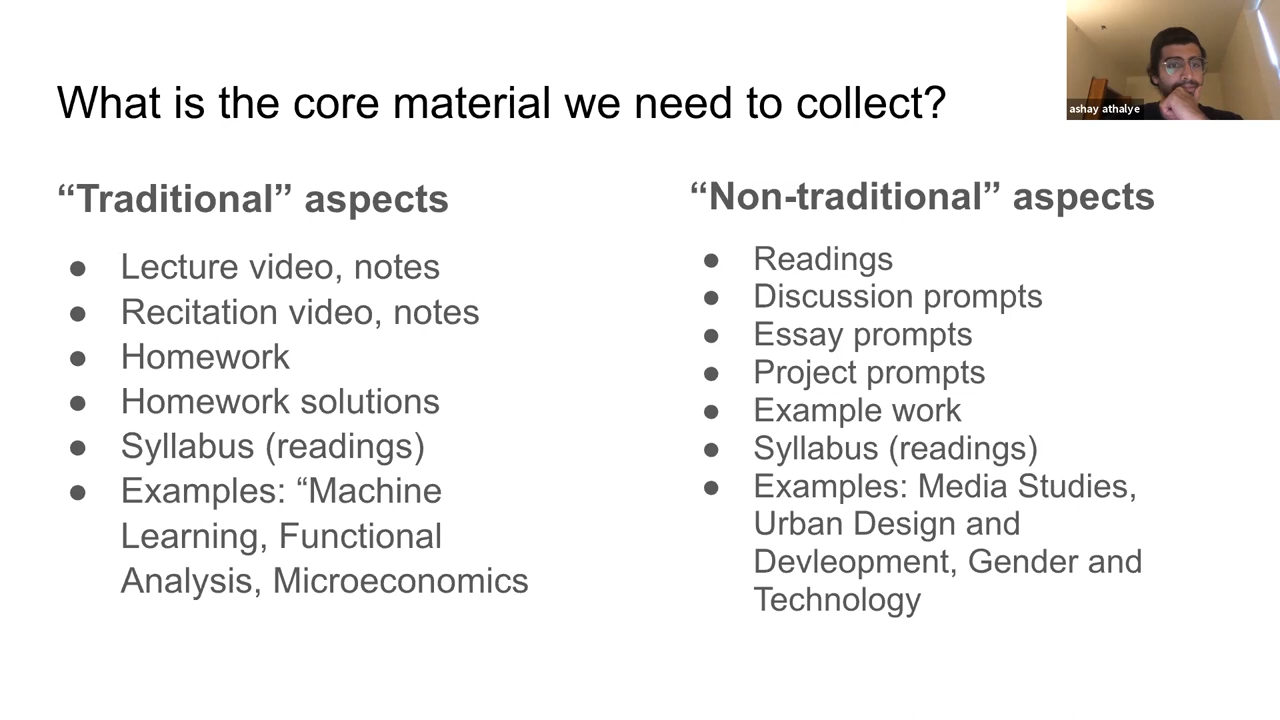 What is the core material we need to collect?
ashay athalye
“Traditional” aspects
● Lecture video, notes
● Recitation video, notes
● Homework
● Homework solutions
● Syllabus (readings)
● Examples: “Machine
Learning, Functional
Analysis, Microeconomics
“Non-traditional” aspects
● Readings
● Discussion prompts
● Essay prompts
● Project prompts
● Example work
● Syllabus (readings)
● Examples: Media Studies,
Urban Design and
Devleopment, Gender and
Technology